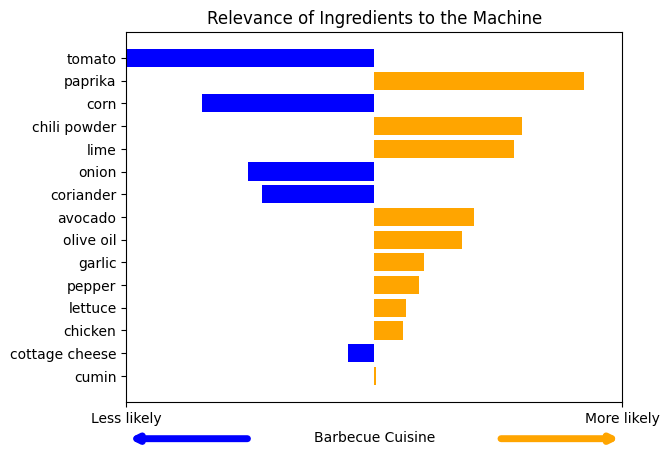 Relevance of Ingredients to the Machine
tomato
paprika
corn
chili powder
lime
onion
coriander
avocado
olive oil
garlic
pepper
lettuce
chicken
cottage cheese
cumin
Less likely More likely
Barbecue Cuisine